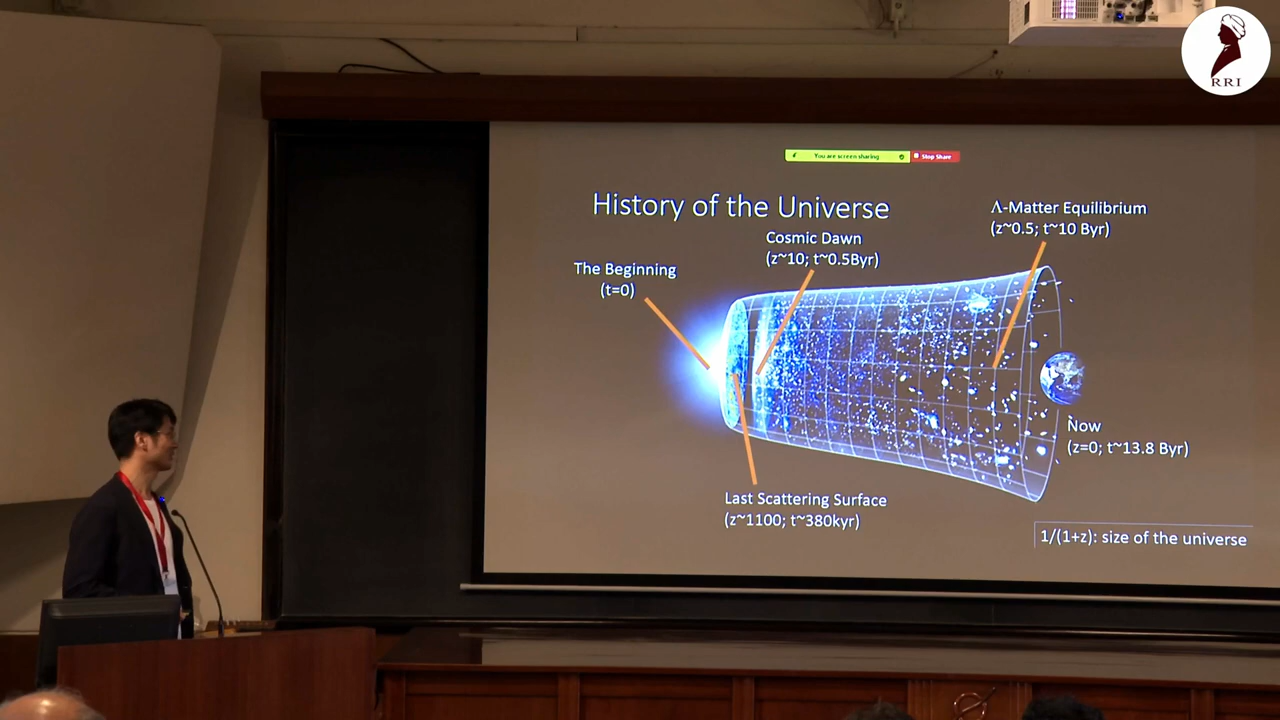 RRI
You are screen sharing
Stop Share
History of the Universe
Λ-Matter Equilibrium
(z~0.5; t~10 Byr)
Cosmic Dawn
(z~10; t~0.5Byr)
The Beginning
(t=0)
Now
(z=0; t~13.8 Byr)
Last Scattering Surface
(z~1100; t~380kyr)
1/(1+z): size of the universe